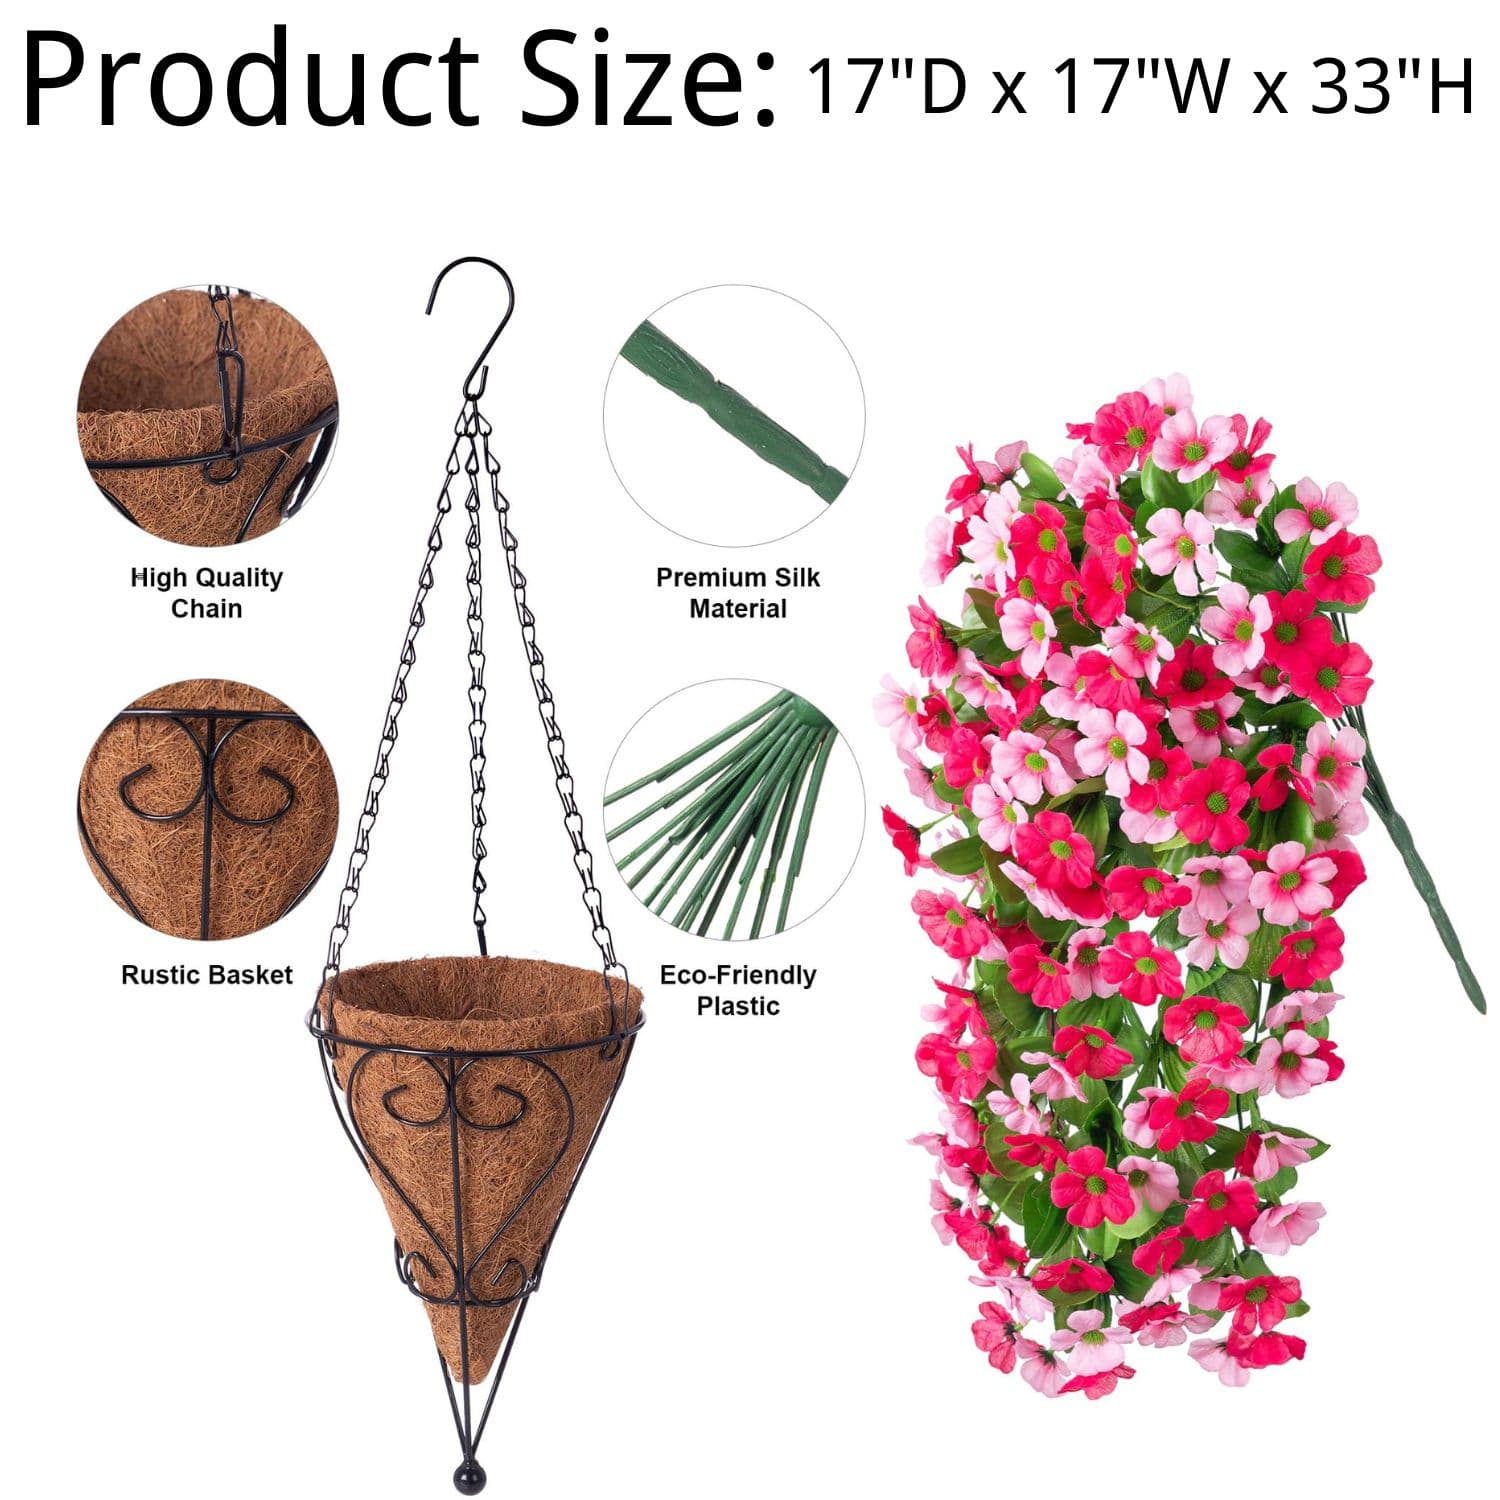 Product Size: 17"D x 17"W x 33"H
High Quality
Chain
Premium Silk
Material
Rustic Basket
Eco-Friendly
Plastic